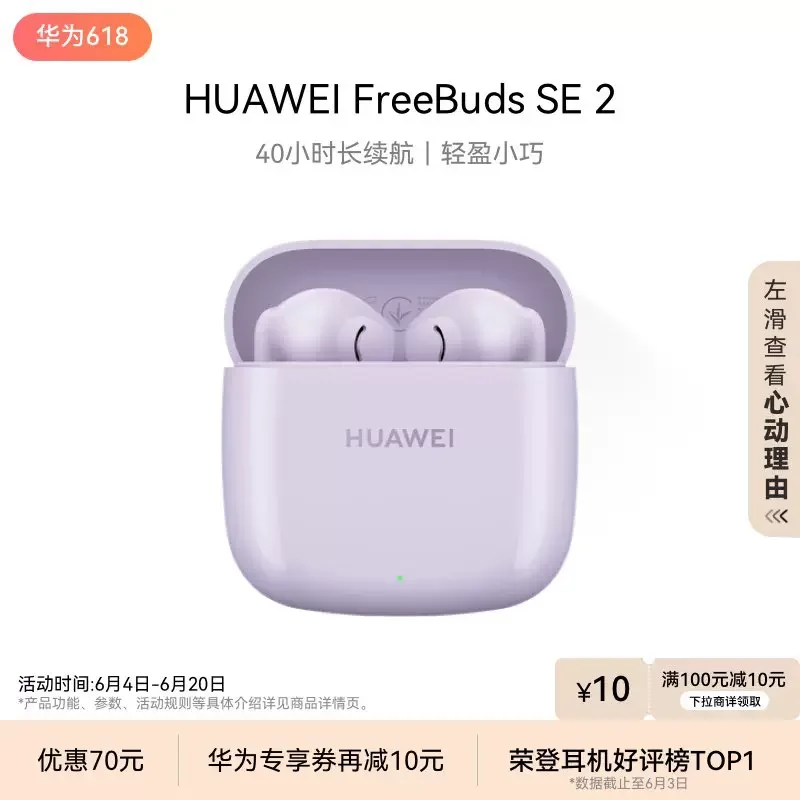 华为618
HUAWEI FreeBuds SE 2
40小时长续航｜轻盈小巧
HUAWEI
左滑查看心动理由
活动时间:6月4日-6月20日
*产品功能、参数、活动规则等具体介绍详见商品详情页。
¥10
满100元减10元
下拉商详领取
优惠70元
华为专享券再减10元
荣登耳机好评榜TOP1
*数据截止至6月3日